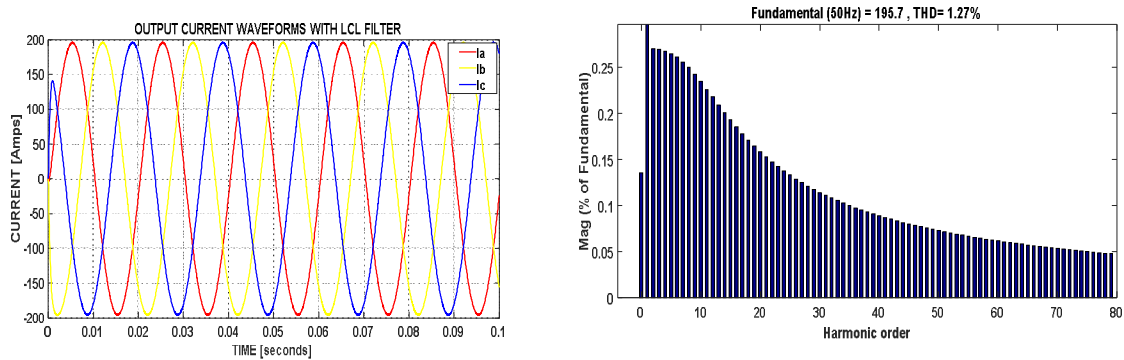 OUTPUT CURRENT WAVEFORMS WITH LCL FILTER
200
150
100
50
0
-50
-100
-150
-200
CURRENT [Amps]
Ia
Ib
Ic
0 0.01 0.02 0.03 0.04 0.05 0.06 0.07 0.08 0.09 0.1
TIME [seconds]
Fundamental (50Hz) = 195.7 , THD= 1.27%
0.25
0.2
0.15
0.1
0.05
0
Mag (% of Fundamental)
0 10 20 30 40 50 60 70 80
Harmonic order